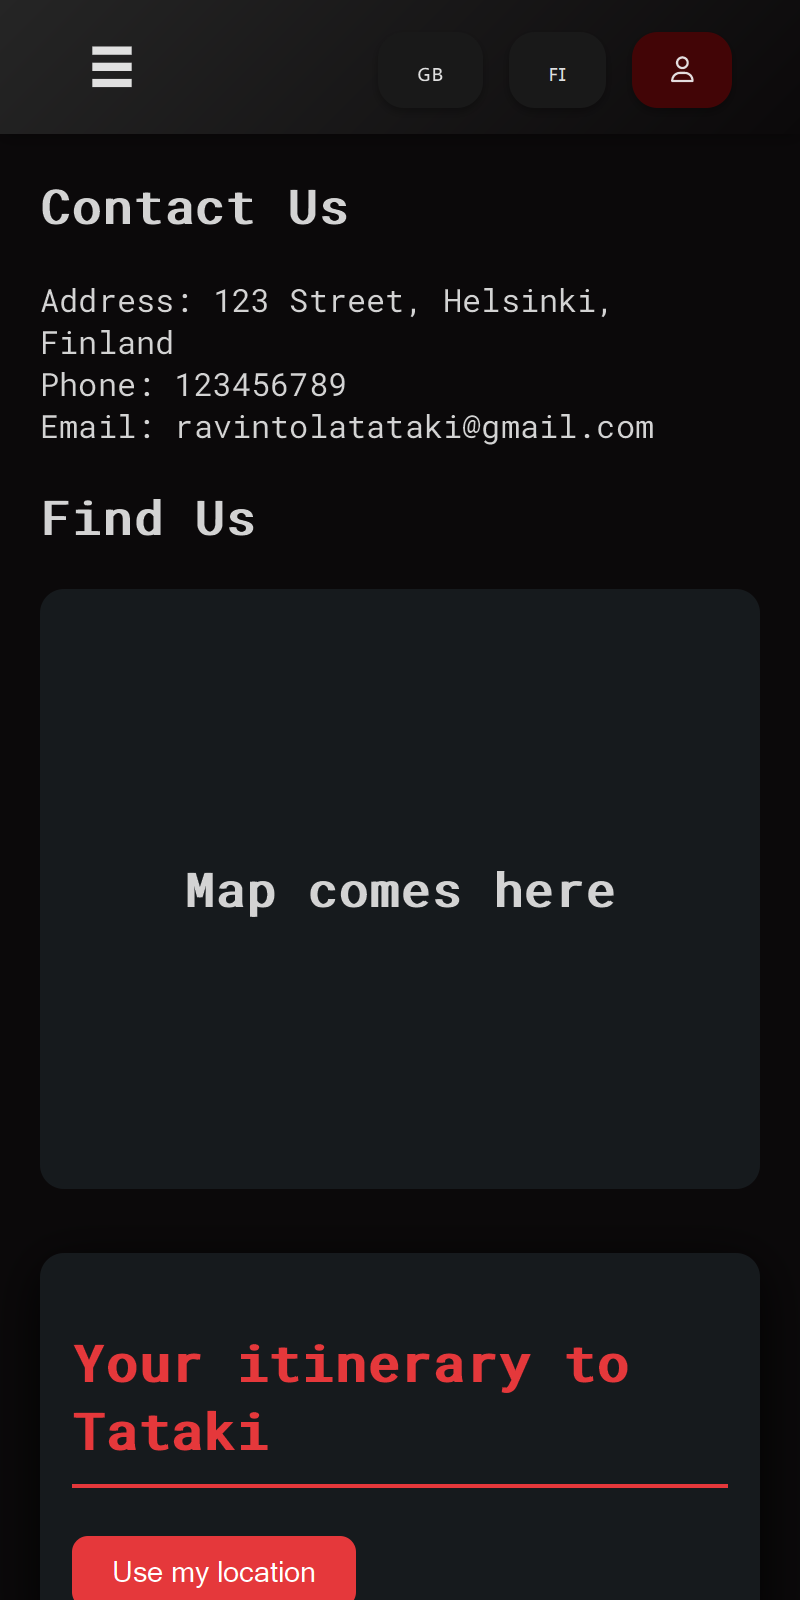 GB FI
Contact Us
Address: 123 Street, Helsinki,
Finland
Phone: 123456789
Email: ravintolatataki@gmail.com
Find Us
Map comes here
Your itinerary to
Tataki
Use my location